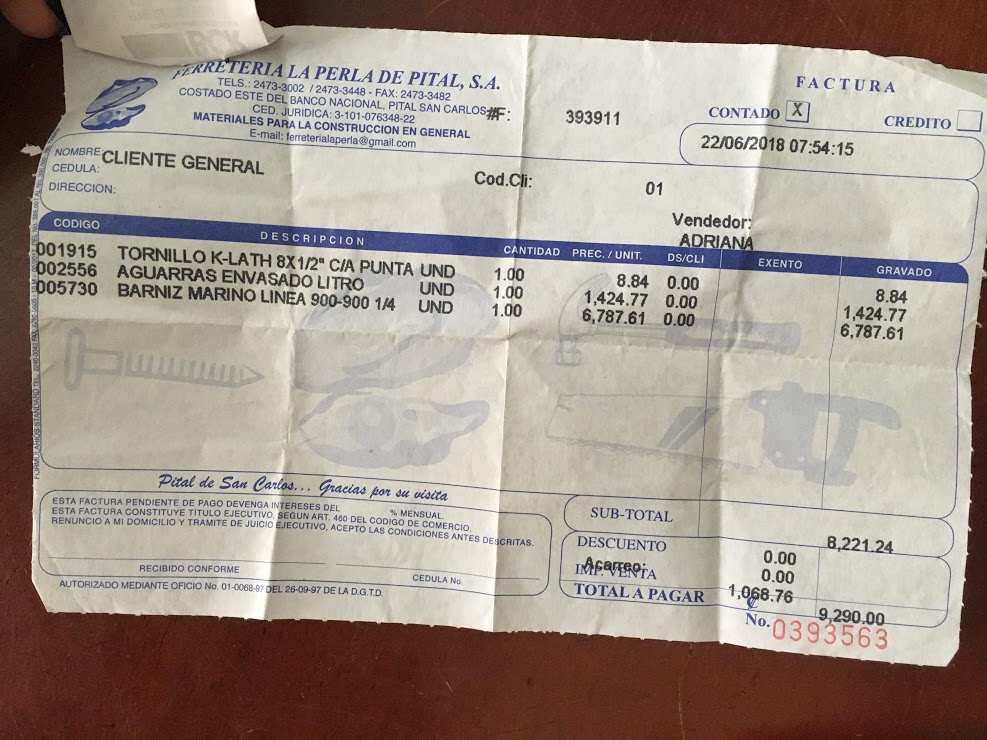 FERRETERIA LA PERLA DE PITAL, S.A.
TELS.: 2473-3002 / 2473-3448 - FAX: 2473-3482
COSTADO ESTE DEL BANCO NACIONAL, PITAL SAN CARLOS
CED. JURIDICA: 3-101-076348-22
MATERIALES PARA LA CONSTRUCCION EN GENERAL
E-mail: ferreterialaperla@gmail.com
#F: 393911
FACTURA
CONTADO X CREDITO
22/06/2018 07:54:15
NOMBRE: CLIENTE GENERAL
CEDULA:
DIRECCION:
Cod.Cli: 01
Vendedor:
ADRIANA
CODIGO DESCRIPCION CANTIDAD PREC. / UNIT. DS/CLI EXENTO GRAVADO
001915 TORNILLO K-LATH 8X1/2" C/A PUNTA UND 1.00 8.84 0.00 8.84
002556 AGUARRAS ENVASADO LITRO UND 1.00 1,424.77 0.00 1,424.77
005730 BARNIZ MARINO LINEA 900-900 1/4 UND 1.00 6,787.61 0.00 6,787.61
Pital de San Carlos... Gracias por su visita
ESTA FACTURA PENDIENTE DE PAGO DEVENGA INTERESES DEL % MENSUAL.
ESTA FACTURA CONSTITUYE TITULO EJECUTIVO, SEGUN ART. 460 DEL CODIGO DE COMERCIO.
RENUNCIO A MI DOMICILIO Y TRAMITE DE JUICIO EJECUTIVO, ACEPTO LAS CONDICIONES ANTES DESCRITAS.
RECIBIDO CONFORME CEDULA No.
AUTORIZADO MEDIANTE OFICIO No. 01-0068-97 DEL 26-09-97 DE LA D.G.T.D.
SUB-TOTAL 8,221.24
DESCUENTO 0.00
Acarreo: 0.00
IMP. VENTA 1,068.76
TOTAL A PAGAR ₡ 9,290.00
No. 0393563